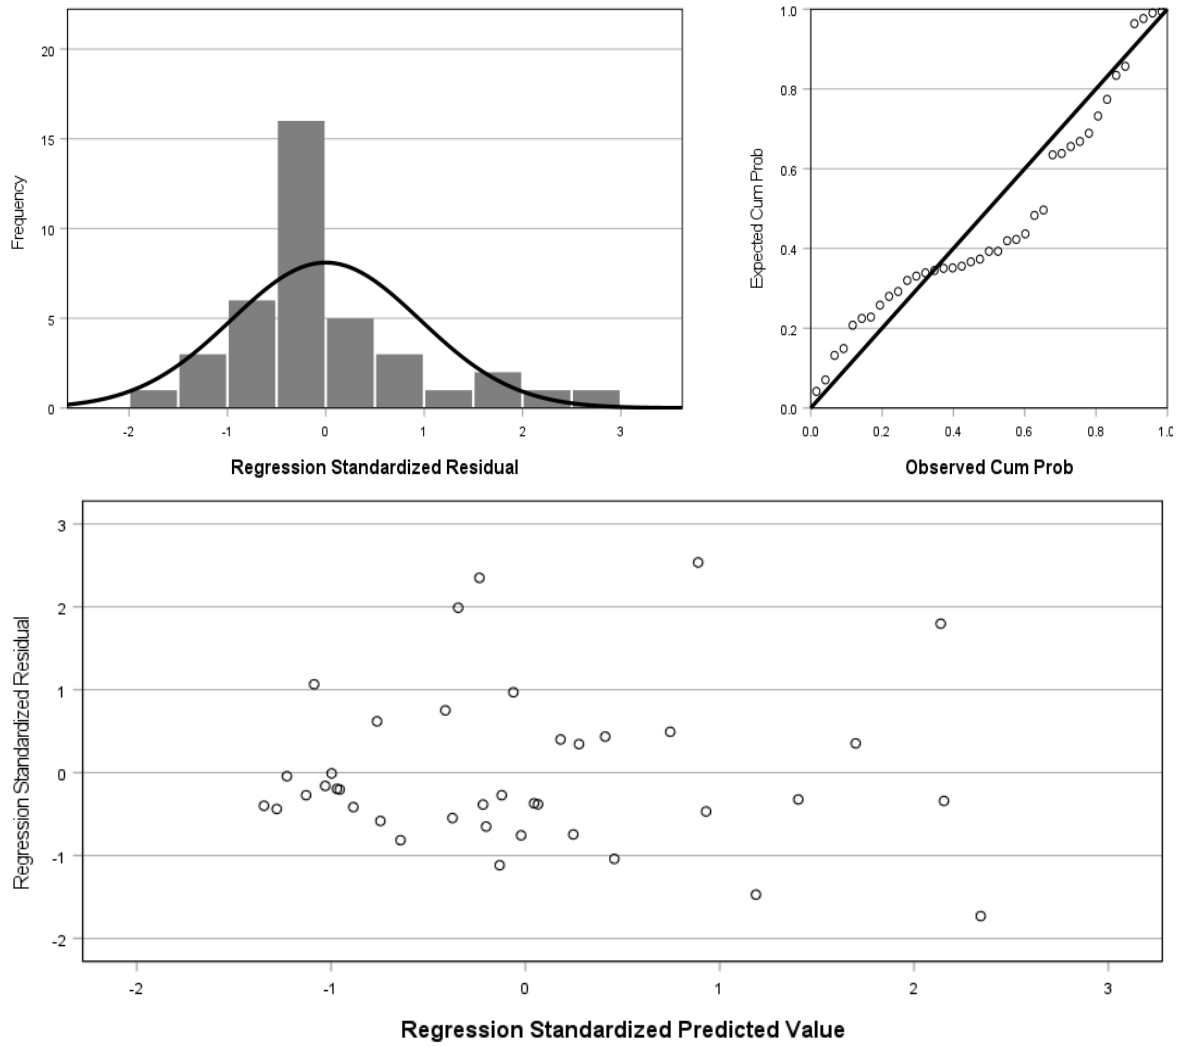 20
15
10
5
0
Frequency
-2 -1 0 1 2 3
Regression Standardized Residual
1.0
0.8
0.6
0.4
0.2
0.0
Expected Cum Prob
0.0 0.2 0.4 0.6 0.8 1.0
Observed Cum Prob
3
2
1
0
-1
-2
Regression Standardized Residual
-2 -1 0 1 2 3
Regression Standardized Predicted Value